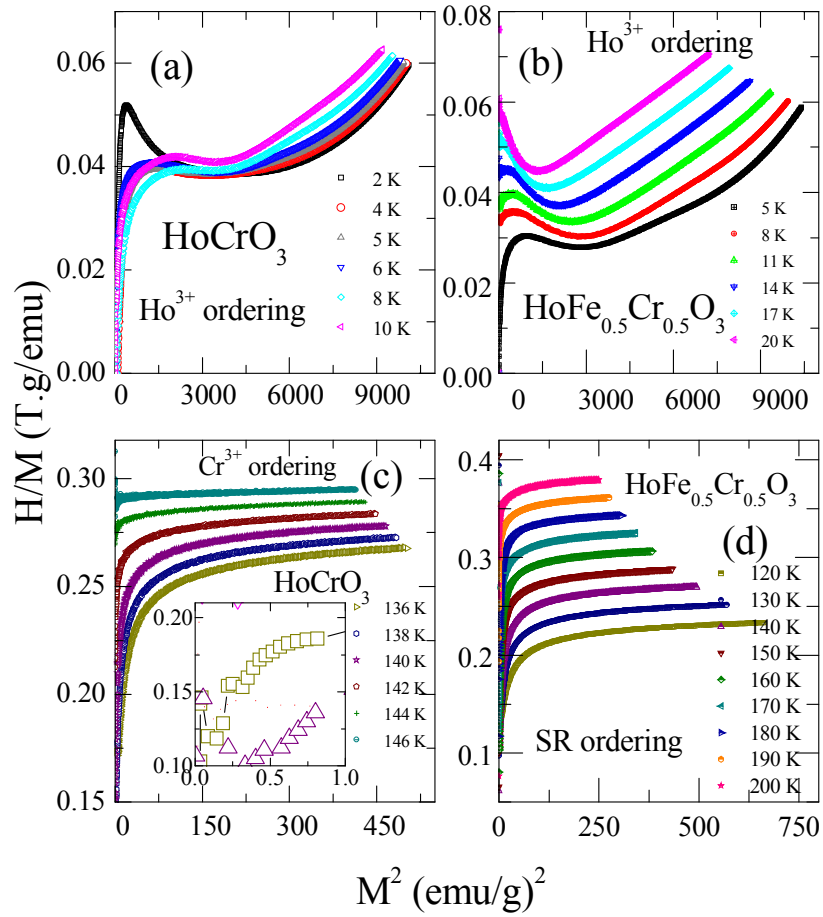 (a)
HoCrO3
Ho3+ ordering
2 K
4 K
5 K
6 K
8 K
10 K
0.00
0.02
0.04
0.06
0
3000
6000
9000
(b)
Ho3+ ordering
HoFe0.5Cr0.5O3
5 K
8 K
11 K
14 K
17 K
20 K
0.00
0.02
0.04
0.06
0.08
0
3000
6000
9000
H/M (T.g/emu)
Cr3+ ordering
(c)
HoCrO3
136 K
138 K
140 K
142 K
144 K
146 K
0.15
0.20
0.25
0.30
0
150
300
450
0.10
0.15
0.20
0.0
0.5
1.0
HoFe0.5Cr0.5O3
(d)
SR ordering
120 K
130 K
140 K
150 K
160 K
170 K
180 K
190 K
200 K
0.1
0.2
0.3
0.4
0
250
500
750
M2 (emu/g)2